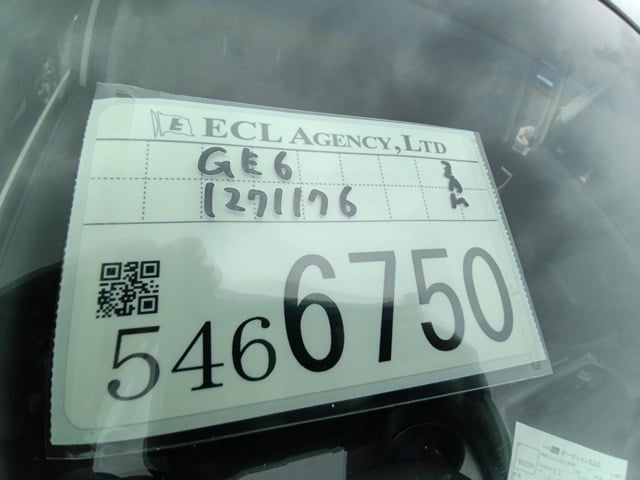 E ECL AGENCY, LTD
GE6
1271176
546 6750